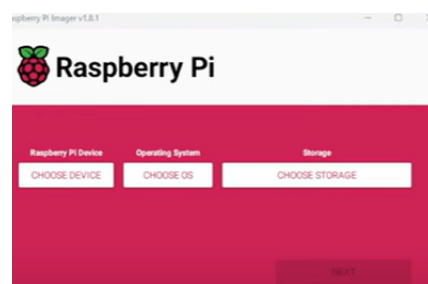 spberry Pi Imager v1.8.1
Raspberry Pi
Raspberry Pi Device Operating System Storage
CHOOSE DEVICE CHOOSE OS CHOOSE STORAGE
NEXT